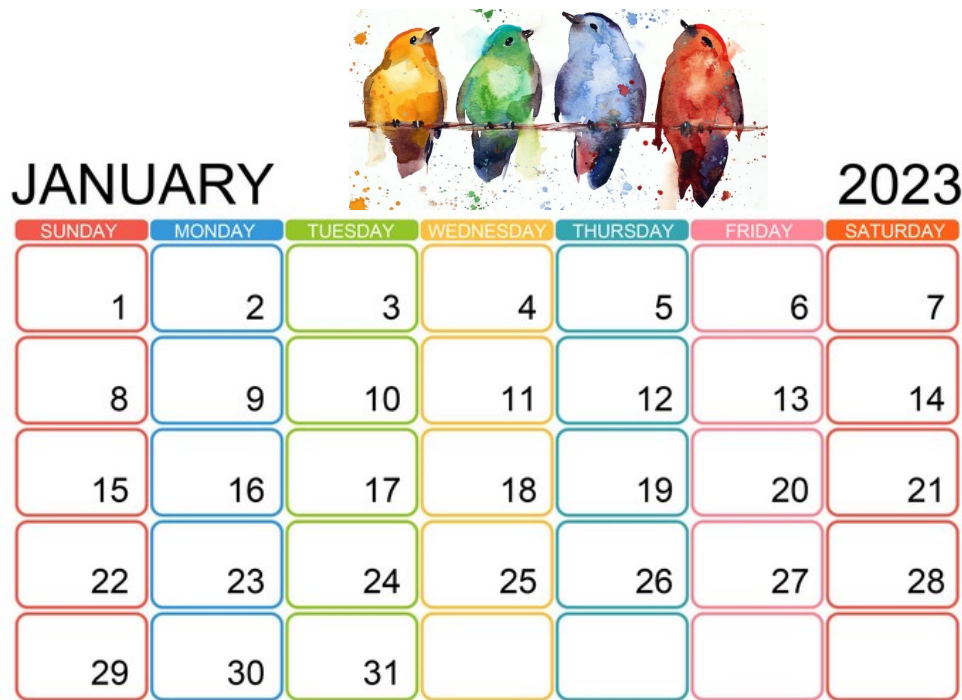 JANUARY 2023
SUNDAY MONDAY TUESDAY WEDNESDAY THURSDAY FRIDAY SATURDAY
1 2 3 4 5 6 7
8 9 10 11 12 13 14
15 16 17 18 19 20 21
22 23 24 25 26 27 28
29 30 31